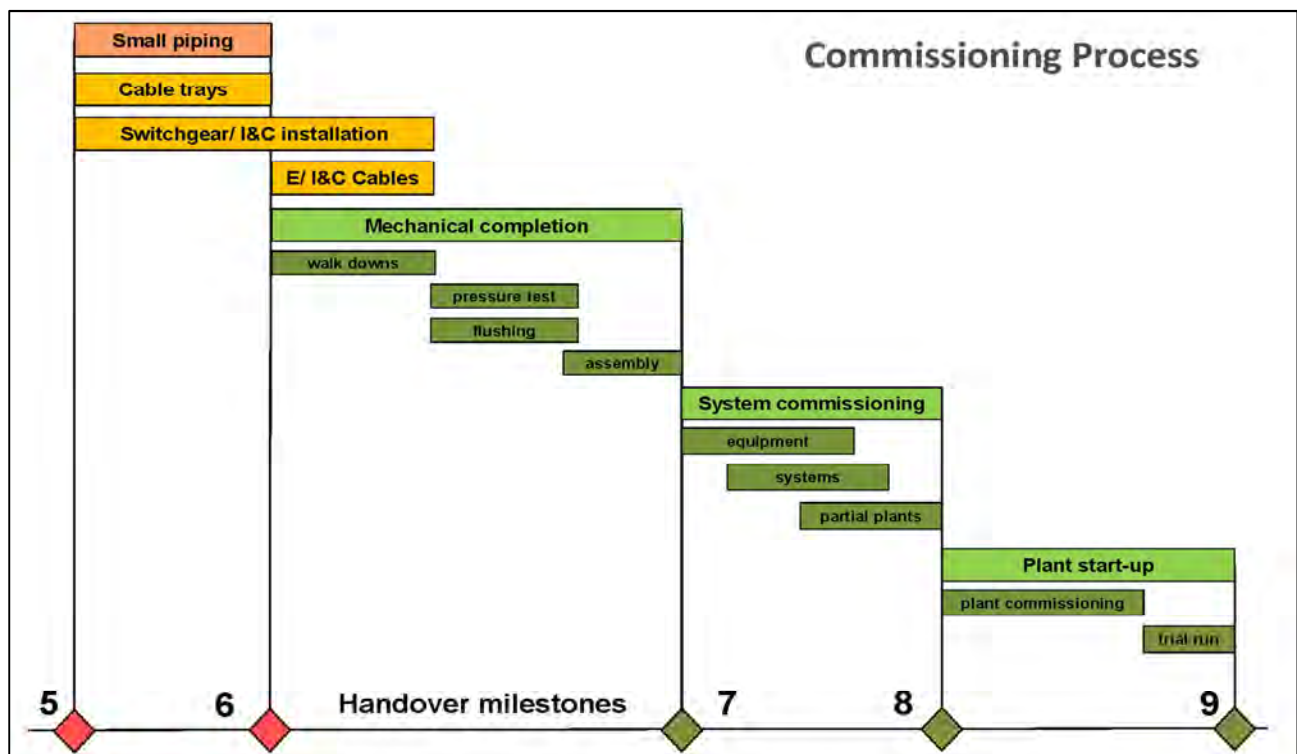 Commissioning Process
Small piping
Cable trays
Switchgear/ I&C installation
E/ I&C Cables
Mechanical completion
walk downs
pressure test
flushing
assembly
System commissioning
equipment
systems
partial plants
Plant start-up
plant commissioning
trial run
5 6 Handover milestones 7 8 9